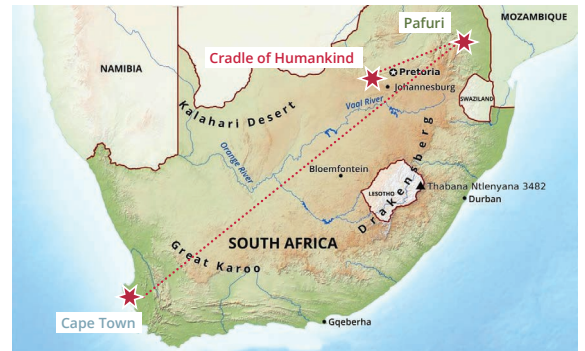 Pafuri
MOZAMBIQUE
Cradle of Humankind
NAMIBIA
Pretoria
Johannesburg
SWAZILAND
Kalahari Desert
Vaal River
Orange River
Drakensberg
Bloemfontein
LESOTHO
Thabana Ntlenyana 3482
Durban
SOUTH AFRICA
Great Karoo
Cape Town
Gqeberha